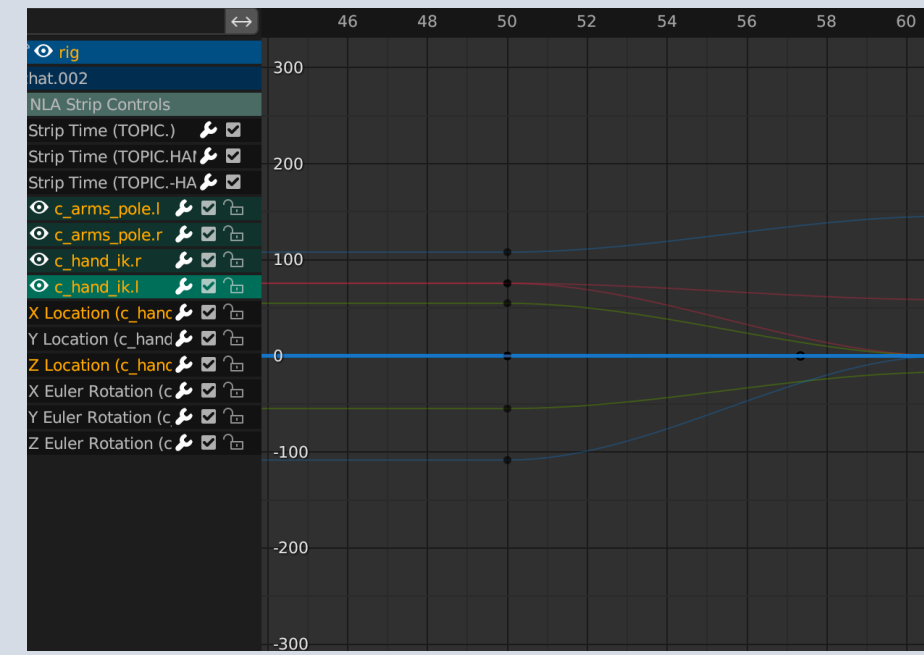 46 48 50 52 54 56 58 60
rig
hat.002
NLA Strip Controls
Strip Time (TOPIC.)
Strip Time (TOPIC.HAI
Strip Time (TOPIC.-HA
c_arms_pole.l
c_arms_pole.r
c_hand_ik.r
c_hand_ik.l
X Location (c_hanc
Y Location (c_hand
Z Location (c_hanc
X Euler Rotation (c
Y Euler Rotation (c
Z Euler Rotation (c
300
200
100
0
-100
-200
-300